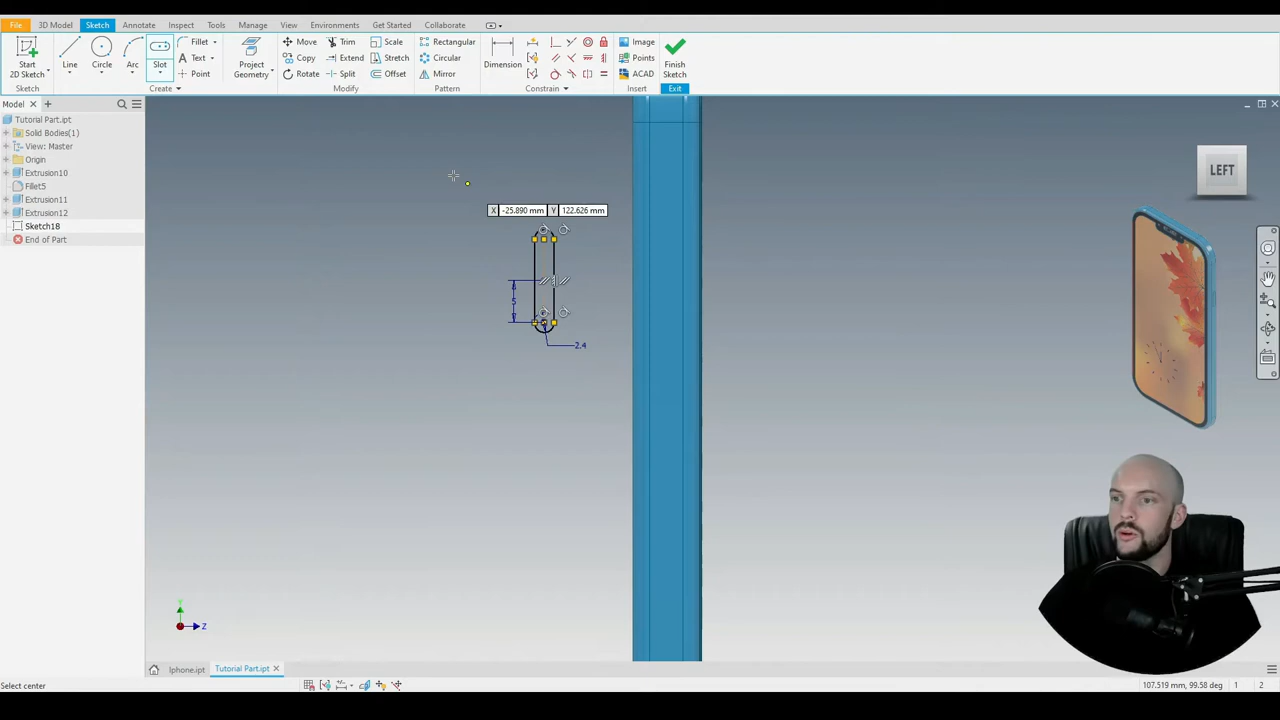 File 3D Model Sketch Annotate Inspect Tools Manage View Environments Get Started Collaborate
Start
2D Sketch
Line
Circle
Arc
Slot
Fillet
Text
Point
Project
Geometry
Move
Copy
Rotate
Trim
Extend
Split
Scale
Stretch
Offset
Rectangular
Circular
Mirror
Dimension
Image
Points
ACAD
Finish
Sketch
Sketch Create Modify Pattern Constrain Insert Exit
Model
Tutorial Part.ipt
Solid Bodies(1)
View: Master
Origin
Extrusion10
Fillet5
Extrusion11
Extrusion12
Sketch18
End of Part
LEFT
X -25.890 mm Y 122.626 mm
5
2.4
Y
Z
Iphone.ipt Tutorial Part.ipt
Select center
107.519 mm, 99.58 deg 1 2